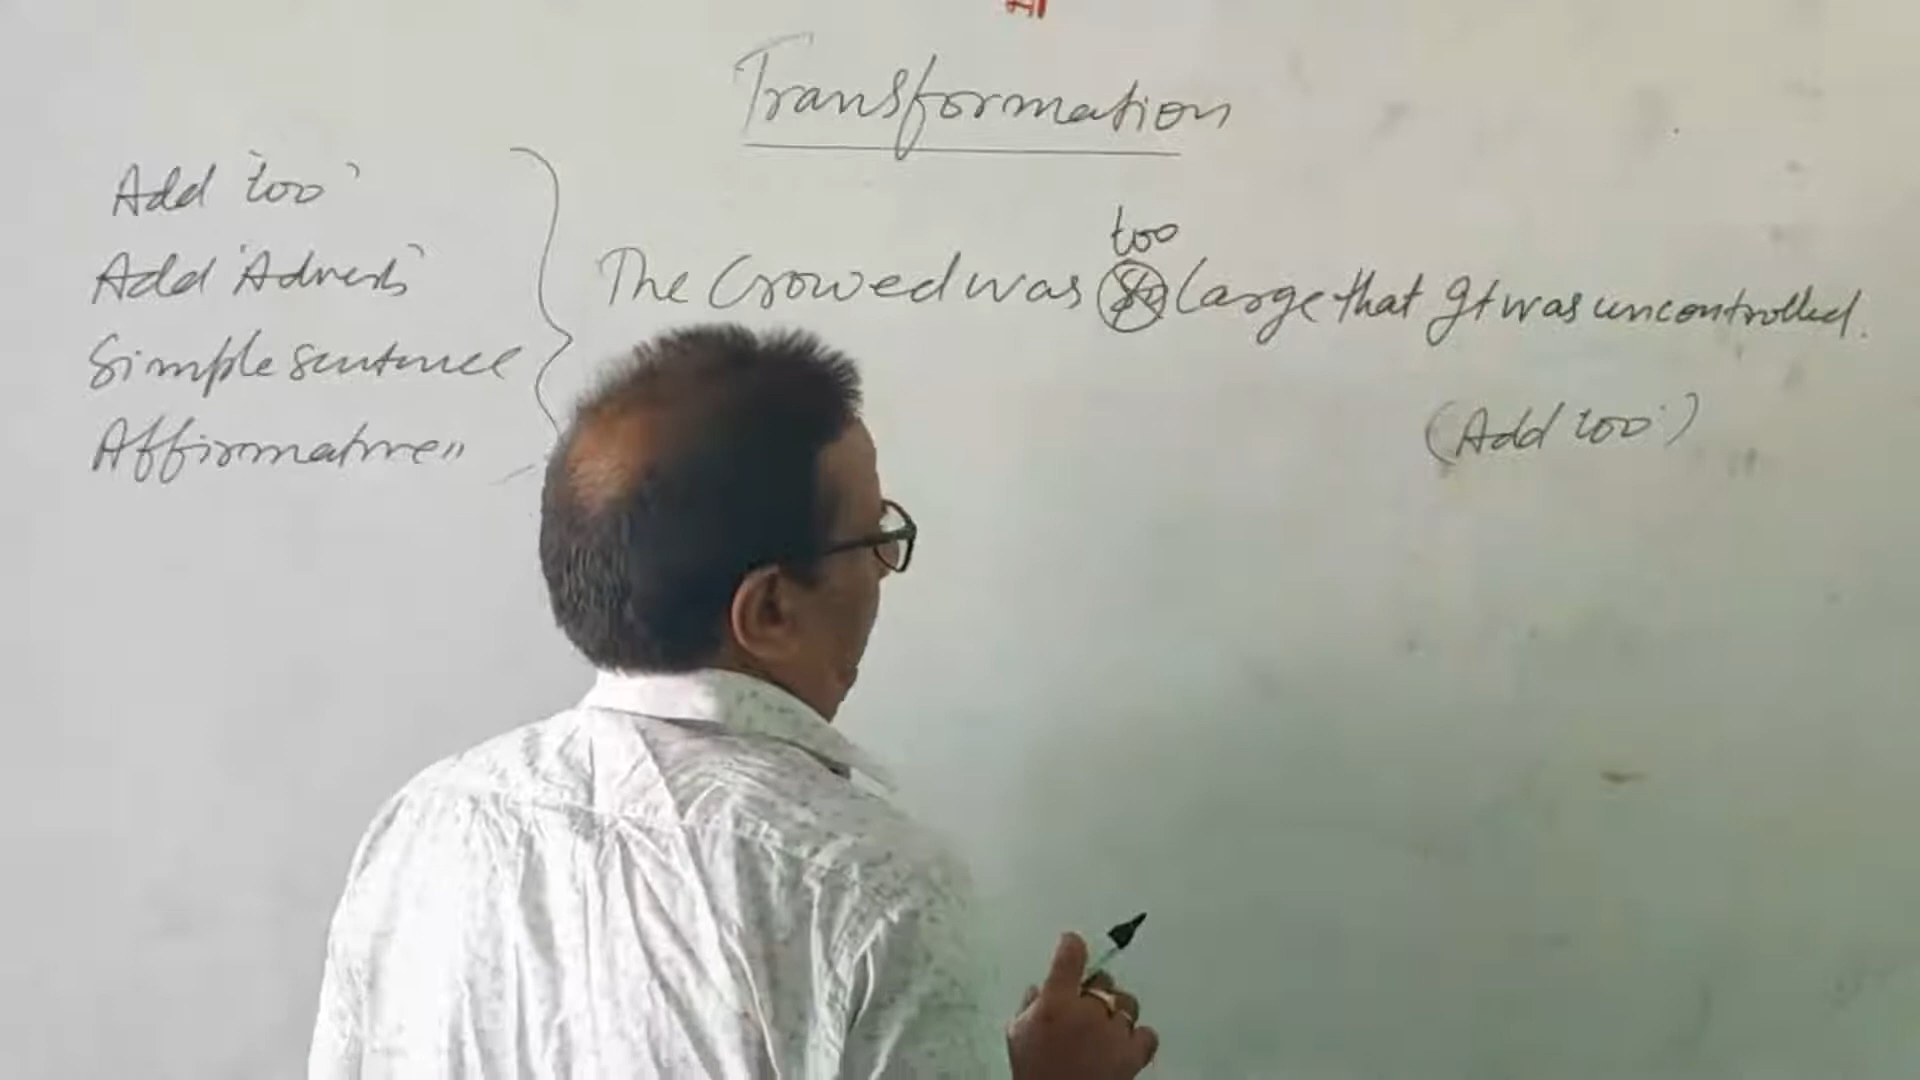 Transformation
Add 'too'
Add 'Adverb'
Simple sentence
Affirmative "
too
The Crowed was so large that It was uncontrolled.
(Add too')